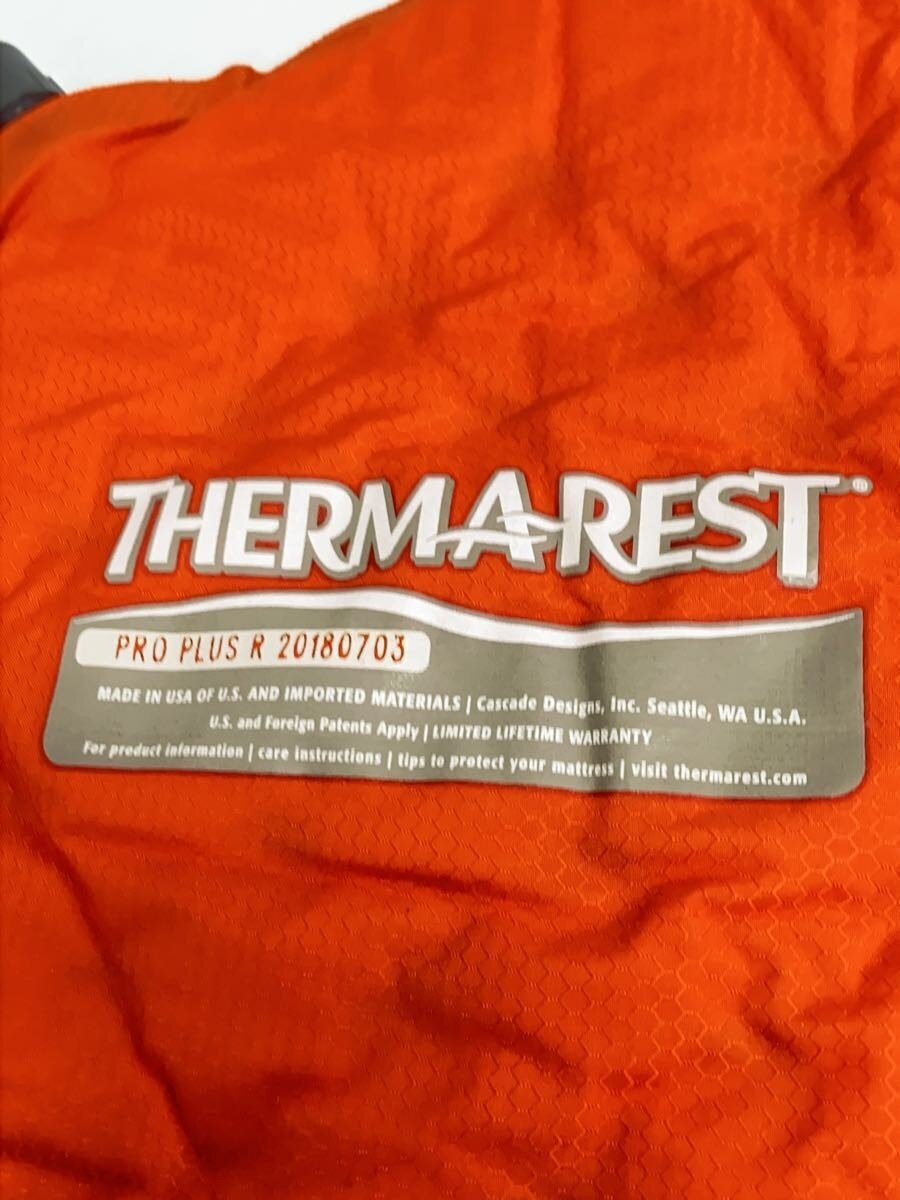 THERMAREST®
PRO PLUS R 20180703
MADE IN USA OF U.S. AND IMPORTED MATERIALS | Cascade Designs, Inc. Seattle, WA U.S.A.
U.S. and Foreign Patents Apply | LIMITED LIFETIME WARRANTY
For product information | care instructions | tips to protect your mattress | visit thermarest.com